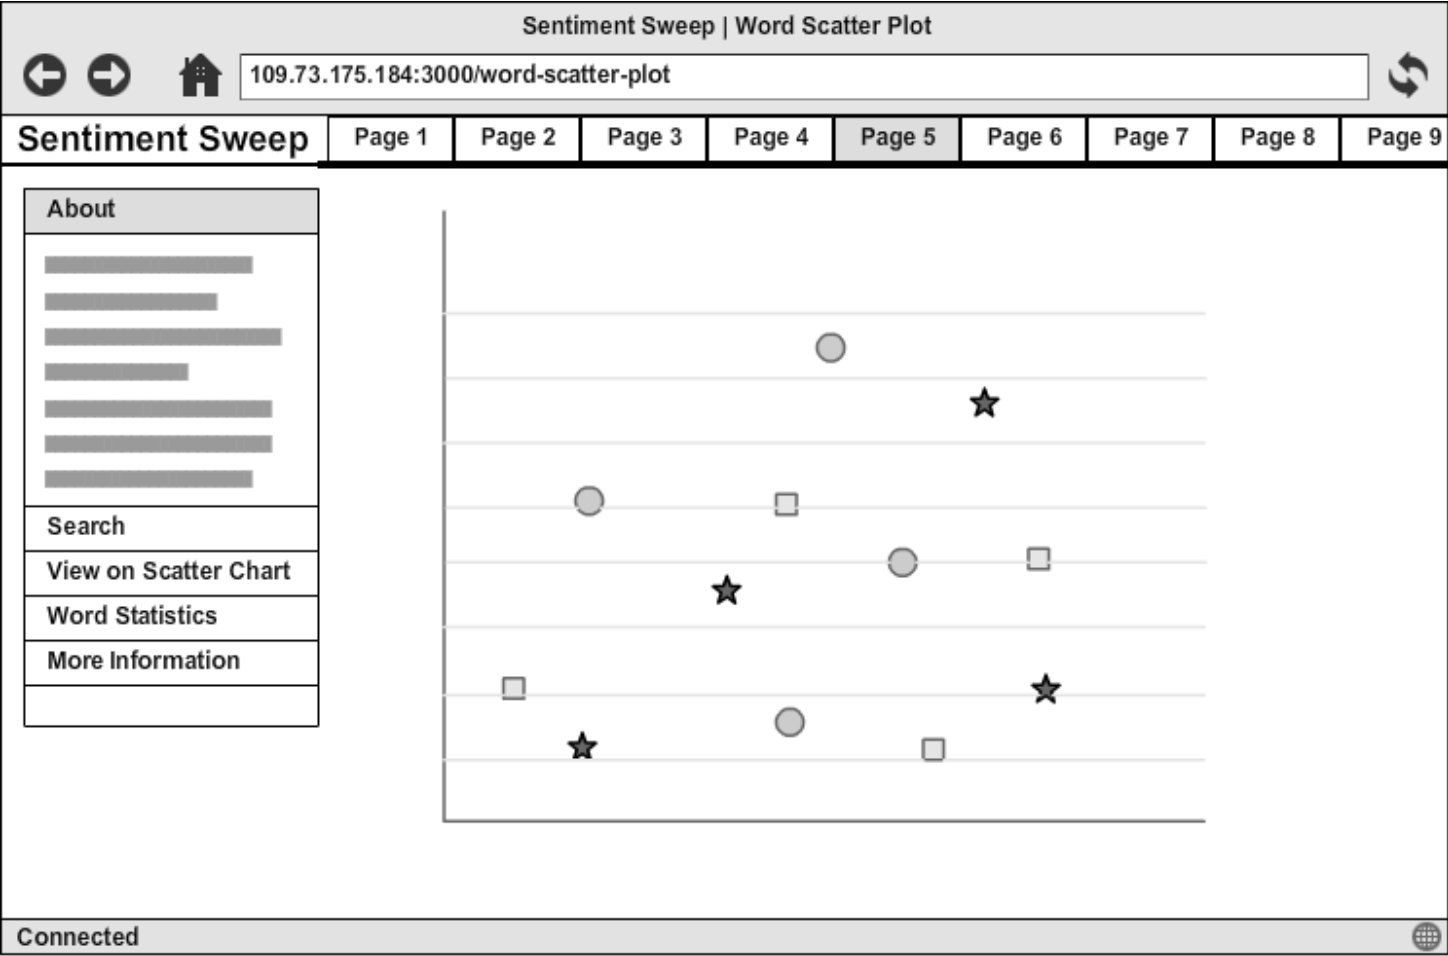 Sentiment Sweep | Word Scatter Plot
109.73.175.184:3000/word-scatter-plot
Sentiment Sweep
Page 1
Page 2
Page 3
Page 4
Page 5
Page 6
Page 7
Page 8
Page 9
About
Search
View on Scatter Chart
Word Statistics
More Information
Connected